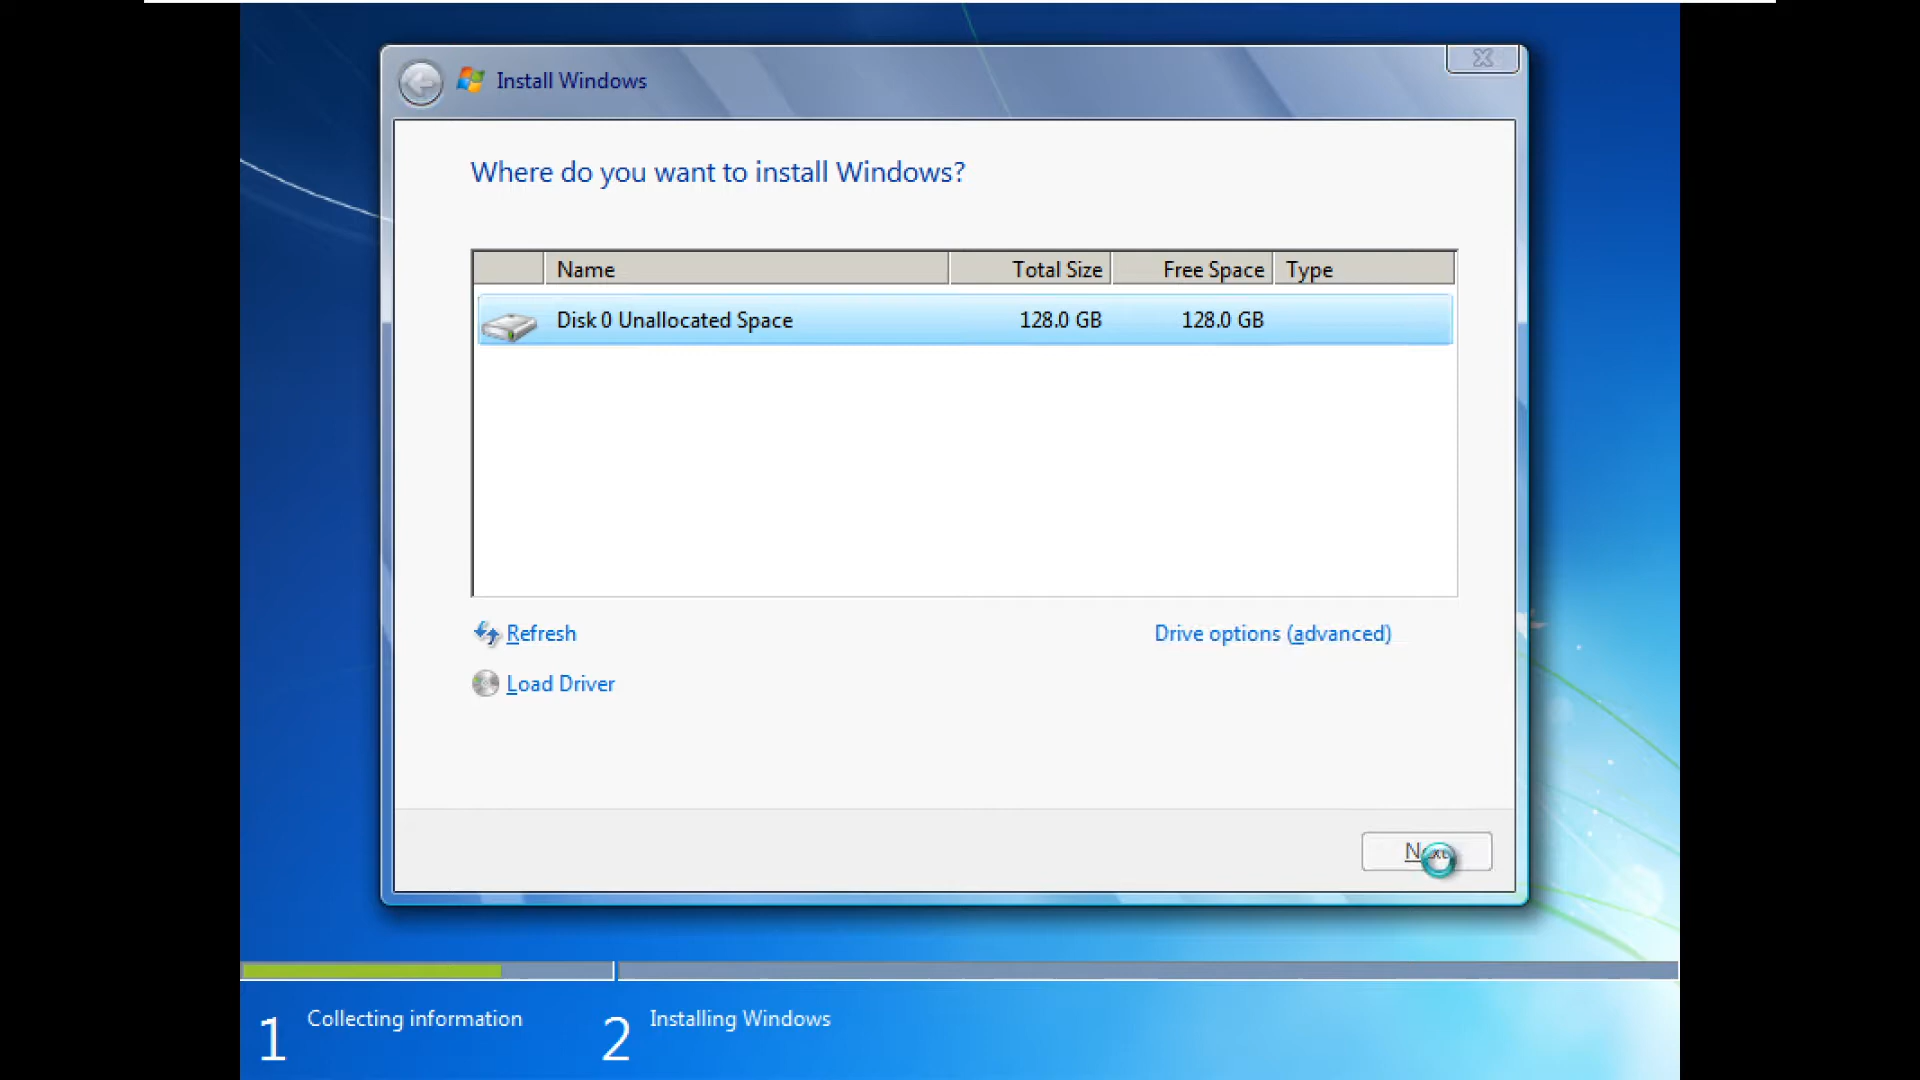 Install Windows
Where do you want to install Windows?
Name Total Size Free Space Type
Disk 0 Unallocated Space 128.0 GB 128.0 GB
Refresh Drive options (advanced)
Load Driver
Next
1 Collecting information 2 Installing Windows